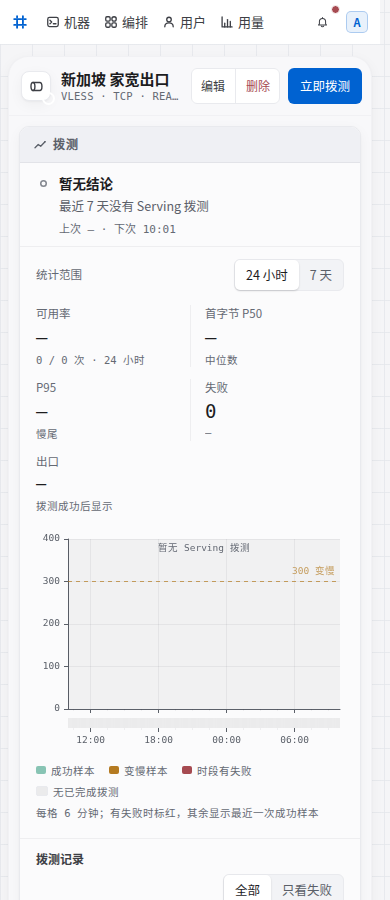 机器 编排 用户 用量 A
新加坡 家宽出口
VLESS · TCP · REA…
编辑 删除 立即拨测
拨测
暂无结论
最近 7 天没有 Serving 拨测
上次 — · 下次 10:01
统计范围 24 小时 7 天
可用率 首字节 P50
— —
0 / 0 次 · 24 小时 中位数
P95 失败
— 0
慢尾 —
出口
—
拨测成功后显示
400
暂无 Serving 拨测
300 变慢
300
200
100
0
12:00 18:00 00:00 06:00
成功样本 变慢样本 时段有失败
无已完成拨测
每格 6 分钟; 有失败时标红, 其余显示最近一次成功样本
拨测记录
全部 只看失败